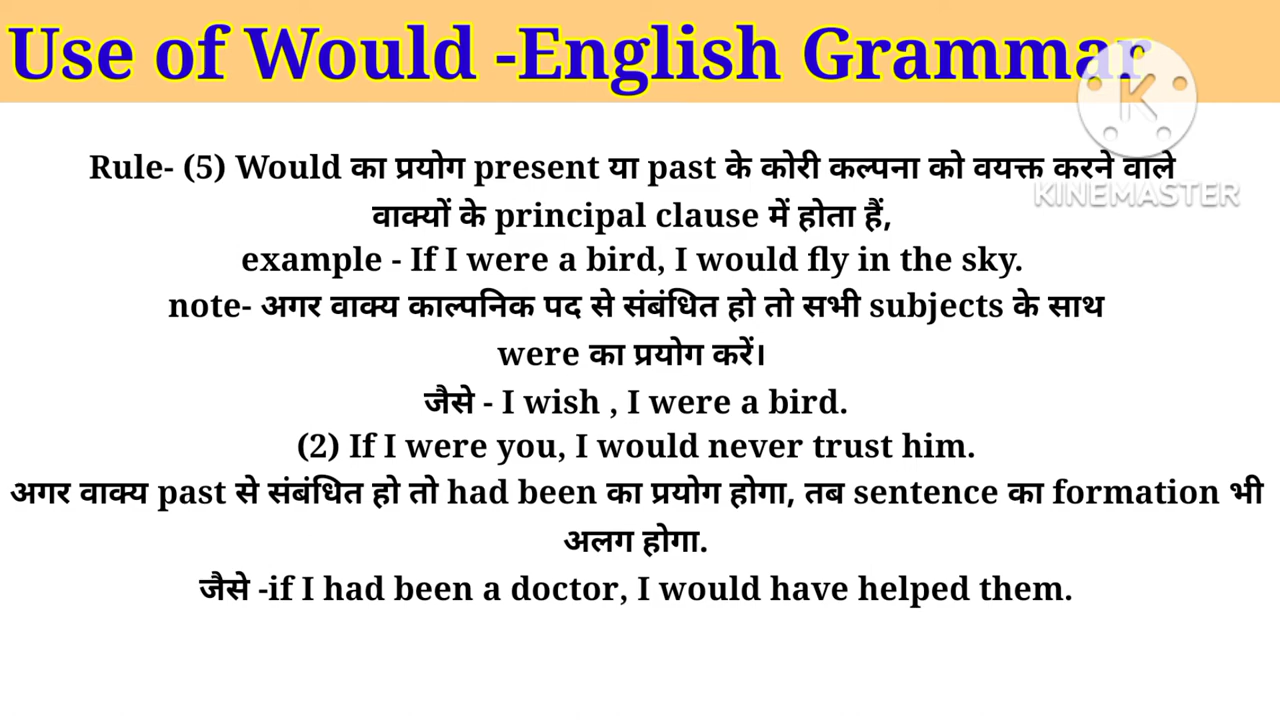 Use of Would -English Grammar
Rule- (5) Would का प्रयोग present या past के कोरी कल्पना को वयक्त करने वाले
KINEMASTER
वाक्यों के principal clause में होता हैं,
example - If I were a bird, I would fly in the sky.
note- अगर वाक्य काल्पनिक पद से संबंधित हो तो सभी subjects के साथ
were का प्रयोग करें।
जैसे - I wish , I were a bird.
(2) If I were you, I would never trust him.
अगर वाक्य past से संबंधित हो तो had been का प्रयोग होगा, तब sentence का formation भी
अलग होगा.
जैसे -if I had been a doctor, I would have helped them.